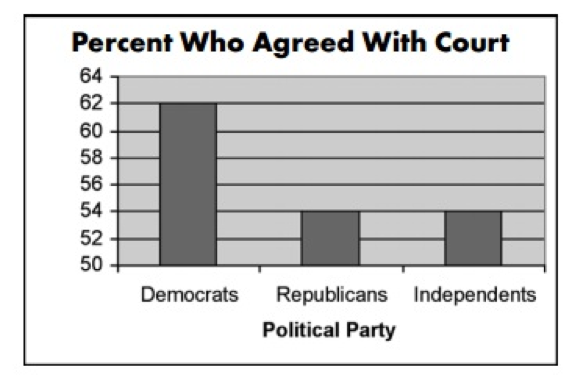 Percent Who Agreed With Court
64
62
60
58
56
54
52
50
Democrats Republicans Independents
Political Party